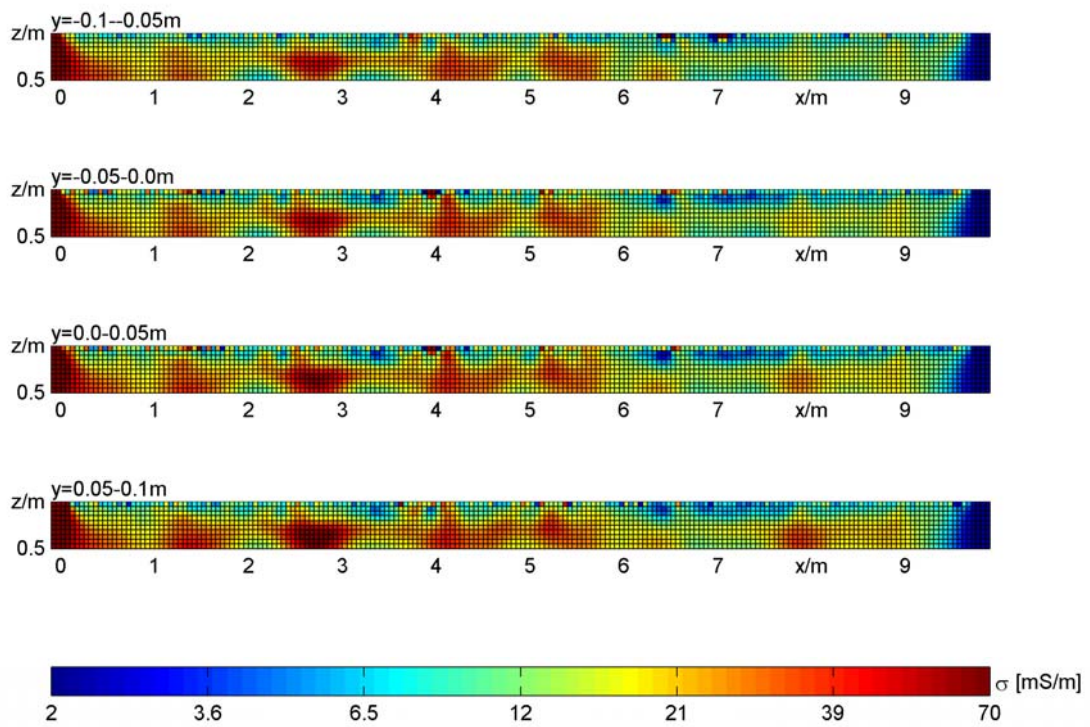 y=-0.1--0.05m
z/m
0.5
0 1 2 3 4 5 6 7 x/m 9
y=-0.05-0.0m
z/m
0.5
0 1 2 3 4 5 6 7 x/m 9
y=0.0-0.05m
z/m
0.5
0 1 2 3 4 5 6 7 x/m 9
y=0.05-0.1m
z/m
0.5
0 1 2 3 4 5 6 7 x/m 9
σ [mS/m]
2 3.6 6.5 12 21 39 70